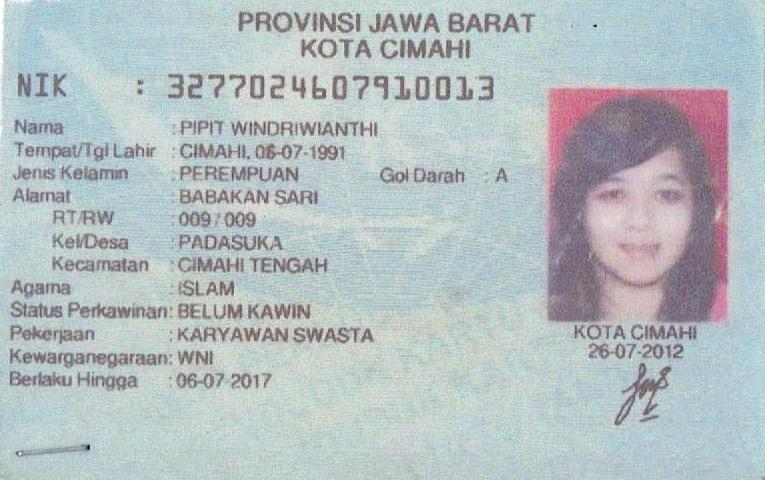 PROVINSI JAWA BARAT
KOTA CIMAHI
NIK : 3277024607910013
Nama : PIPIT WINDRIWIANTHI
Tempat/Tgl Lahir : CIMAHI, 06-07-1991
Jenis Kelamin : PEREMPUAN Gol Darah : A
Alamat : BABAKAN SARI
RT/RW : 009 / 009
Kel/Desa : PADASUKA
Kecamatan : CIMAHI TENGAH
Agama : ISLAM
Status Perkawinan: BELUM KAWIN
Pekerjaan : KARYAWAN SWASTA
Kewarganegaraan: WNI
Berlaku Hingga : 06-07-2017
KOTA CIMAHI
26-07-2012